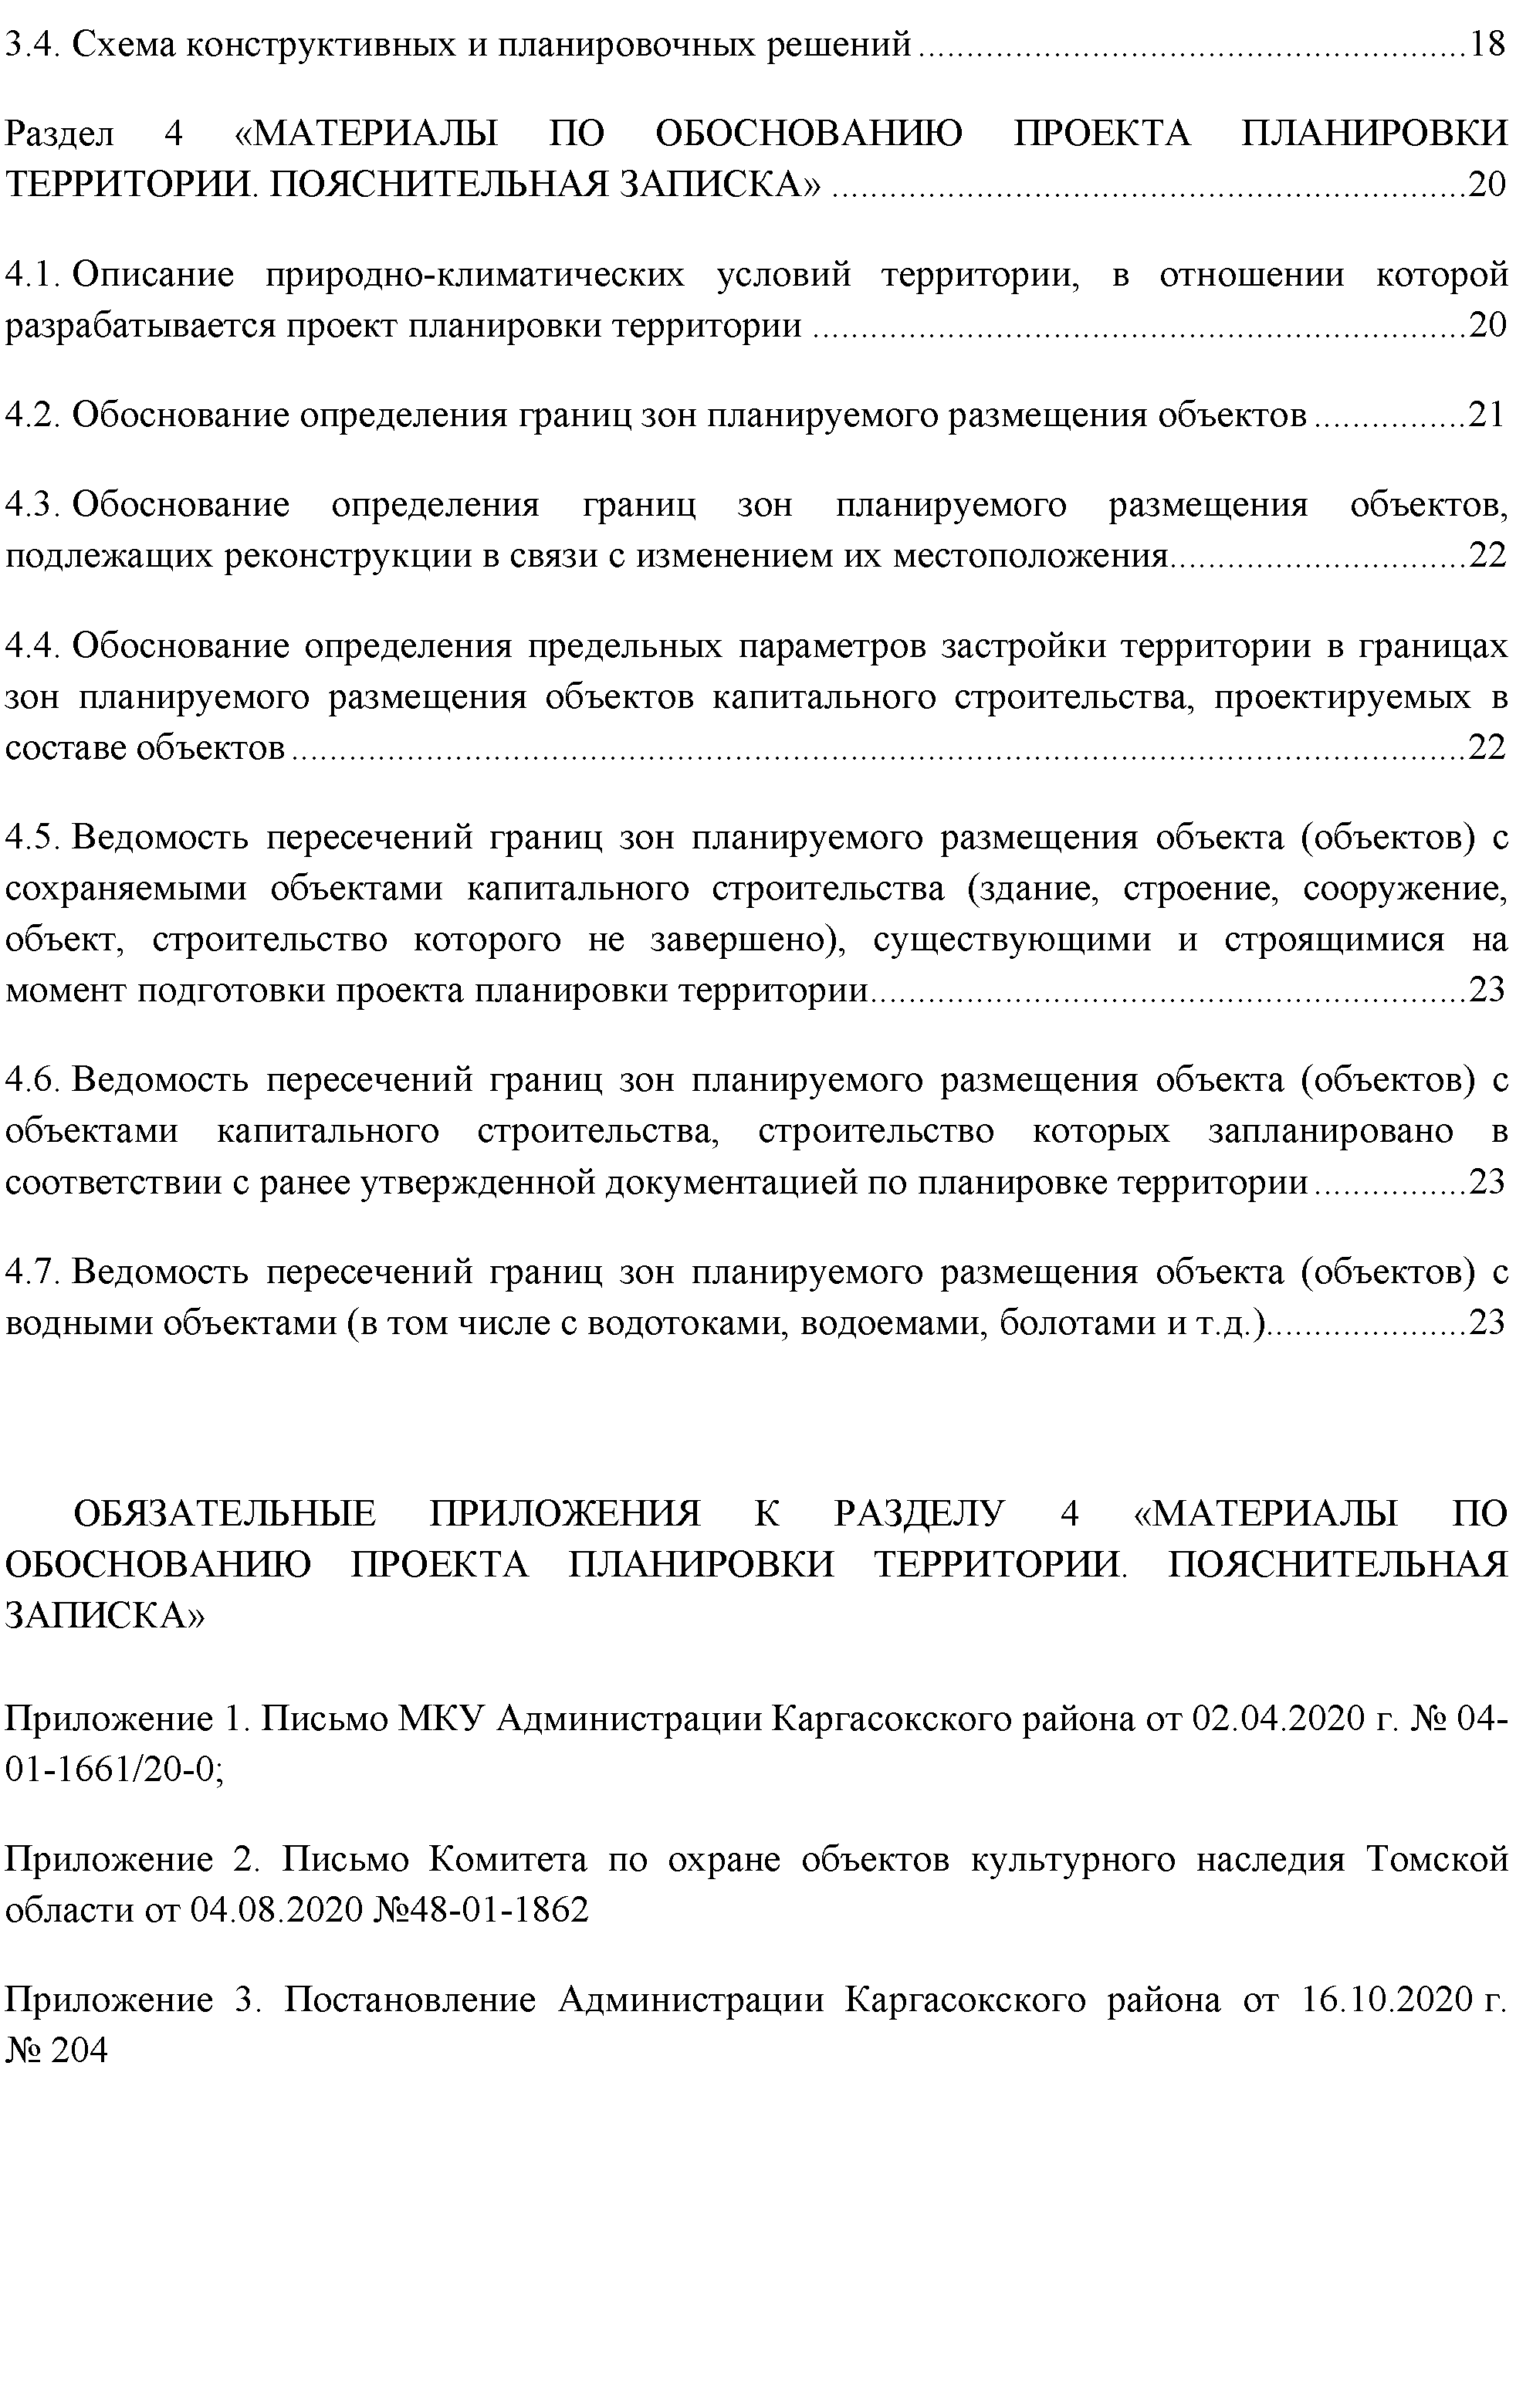 3.4. Схема конструктивных и планировочных решений..........18
Раздел 4 «МАТЕРИАЛЫ ПО ОБОСНОВАНИЮ ПРОЕКТА ПЛАНИРОВКИ
ТЕРРИТОРИИ. ПОЯСНИТЕЛЬНАЯ ЗАПИСКА»..........20
4.1. Описание природно-климатических условий территории, в отношении которой
разрабатывается проект планировки территории..........20
4.2. Обоснование определения границ зон планируемого размещения объектов..........21
4.3. Обоснование определения границ зон планируемого размещения объектов,
подлежащих реконструкции в связи с изменением их местоположения..........22
4.4. Обоснование определения предельных параметров застройки территории в границах
зон планируемого размещения объектов капитального строительства, проектируемых в
составе объектов..........22
4.5. Ведомость пересечений границ зон планируемого размещения объекта (объектов) с
сохраняемыми объектами капитального строительства (здание, строение, сооружение,
объект, строительство которого не завершено), существующими и строящимися на
момент подготовки проекта планировки территории..........23
4.6. Ведомость пересечений границ зон планируемого размещения объекта (объектов) с
объектами капитального строительства, строительство которых запланировано в
соответствии с ранее утвержденной документацией по планировке территории..........23
4.7. Ведомость пересечений границ зон планируемого размещения объекта (объектов) с
водными объектами (в том числе с водотоками, водоемами, болотами и т.д.)..........23
ОБЯЗАТЕЛЬНЫЕ ПРИЛОЖЕНИЯ К РАЗДЕЛУ 4 «МАТЕРИАЛЫ ПО
ОБОСНОВАНИЮ ПРОЕКТА ПЛАНИРОВКИ ТЕРРИТОРИИ. ПОЯСНИТЕЛЬНАЯ
ЗАПИСКА»
Приложение 1. Письмо МКУ Администрации Каргасокского района от 02.04.2020 г. № 04-
01-1661/20-0;
Приложение 2. Письмо Комитета по охране объектов культурного наследия Томской
области от 04.08.2020 №48-01-1862
Приложение 3. Постановление Администрации Каргасокского района от 16.10.2020 г.
№ 204